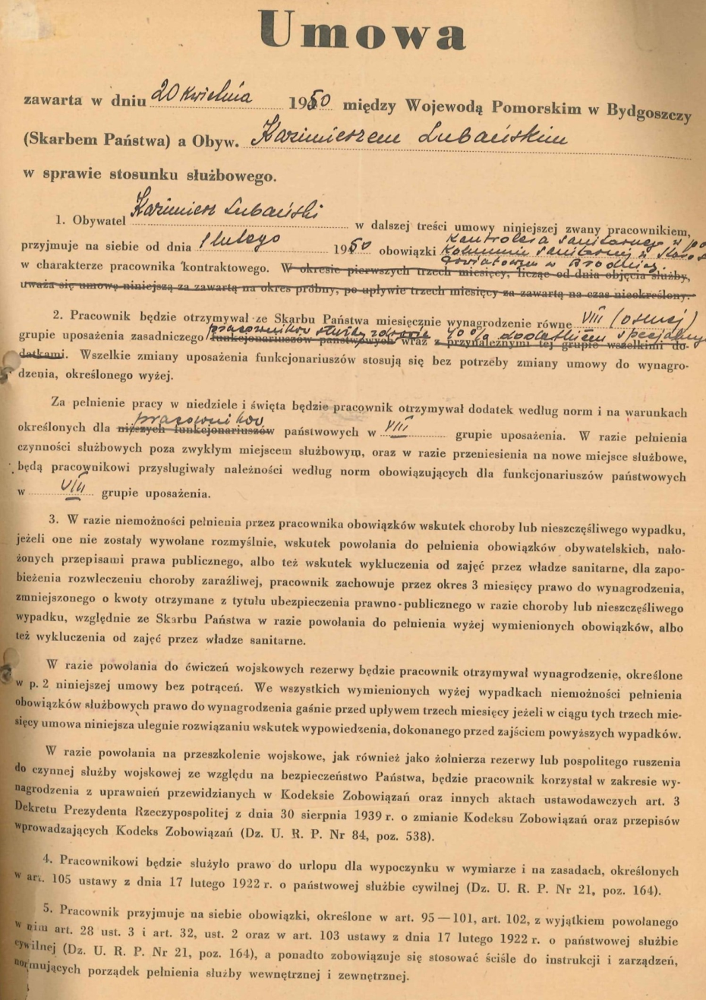 Umowa
zawarta w dniu 20 kwietnia 1950 między Wojewodą Pomorskim w Bydgoszczy
(Skarbem Państwa) a Obyw. Kazimierzem Lubańskim
w sprawie stosunku służbowego.
1. Obywatel Kazimierz Lubański w dalszej treści umowy niniejszej zwany pracownikiem,
przyjmuje na siebie od dnia 1 lutego 1950 obowiązki kontrolera sanitarnego
kolumnie sanitarnej
powiatowym w Brodnicy.
w charakterze pracownika kontraktowego. W okresie pierwszych trzech miesięcy, licząc od dnia objęcia służby,
uważa się umowę niniejszą za zawartą na okres próbny, po upływie trzech miesięcy za zawartą na czas nieokreślony.
2. Pracownik będzie otrzymywał ze Skarbu Państwa miesięcznie wynagrodzenie równe VIII (ósmej)
pracowników służby zdrowia 40% dodatkiem specjalnym
grupie uposażenia zasadniczego funkcjonariuszów państwowych wraz z przynależnymi tej grupie wszelkimi do-
datkami. Wszelkie zmiany uposażenia funkcjonariuszów stosują się bez potrzeby zmiany umowy do wynagro-
dzenia, określonego wyżej.
Za pełnienie pracy w niedziele i święta będzie pracownik otrzymywał dodatek według norm i na warunkach
pracowników
określonych dla niższych funkcjonariuszów państwowych w VIII grupie uposażenia. W razie pełnienia
czynności służbowych poza zwykłym miejscem służbowym, oraz w razie przeniesienia na nowe miejsce służbowe,
będą pracownikowi przysługiwały należności według norm obowiązujących dla funkcjonariuszów państwowych
w VIII grupie uposażenia.
3. W razie niemożności pełnienia przez pracownika obowiązków wskutek choroby lub nieszczęśliwego wypadku,
jeżeli one nie zostały wywołane rozmyślnie, wskutek powołania do pełnienia obowiązków obywatelskich, nało-
żonych przepisami prawa publicznego, albo też wskutek wykluczenia od zajęć przez władze sanitarne, dla zapo-
bieżenia rozwleczeniu choroby zaraźliwej, pracownik zachowuje przez okres 3 miesięcy prawo do wynagrodzenia,
zmniejszonego o kwoty otrzymane z tytułu ubezpieczenia prawno-publicznego w razie choroby lub nieszczęśliwego
wypadku, względnie ze Skarbu Państwa w razie powołania do pełnienia wyżej wymienionych obowiązków, albo
też wykluczenia od zajęć przez władze sanitarne.
W razie powołania do ćwiczeń wojskowych rezerwy będzie pracownik otrzymywał wynagrodzenie, określone
w p. 2 niniejszej umowy bez potrąceń. We wszystkich wymienionych wyżej wypadkach niemożności pełnienia
obowiązków służbowych prawo do wynagrodzenia gaśnie przed upływem trzech miesięcy jeżeli w ciągu tych trzech mie-
sięcy umowa niniejsza ulegnie rozwiązaniu wskutek wypowiedzenia, dokonanego przed zajściem powyższych wypadków.
W razie powołania na przeszkolenie wojskowe, jak również jako żołnierza rezerwy lub pospolitego ruszenia
do czynnej służby wojskowej ze względu na bezpieczeństwo Państwa, będzie pracownik korzystał w zakresie wy-
nagrodzenia z uprawnień przewidzianych w Kodeksie Zobowiązań oraz innych aktach ustawodawczych art. 3
Dekretu Prezydenta Rzeczypospolitej z dnia 30 sierpnia 1939 r. o zmianie Kodeksu Zobowiązań oraz przepisów
wprowadzających Kodeks Zobowiązań (Dz. U. R. P. Nr 84, poz. 538).
4. Pracownikowi będzie służyło prawo do urlopu dla wypoczynku w wymiarze i na zasadach, określonych
w art. 105 ustawy z dnia 17 lutego 1922 r. o państwowej służbie cywilnej (Dz. U. R. P. Nr 21, poz. 164).
5. Pracownik przyjmuje na siebie obowiązki, określone w art. 95—101, art. 102, z wyjątkiem powołanego
w nim art. 28 ust. 3 i art. 32, ust. 2 oraz w art. 103 ustawy z dnia 17 lutego 1922 r. o państwowej służbie
cywilnej (Dz. U. R. P. Nr 21, poz. 164), a ponadto zobowiązuje się stosować ściśle do instrukcji i zarządzeń,
normujących porządek pełnienia służby wewnętrznej i zewnętrznej.